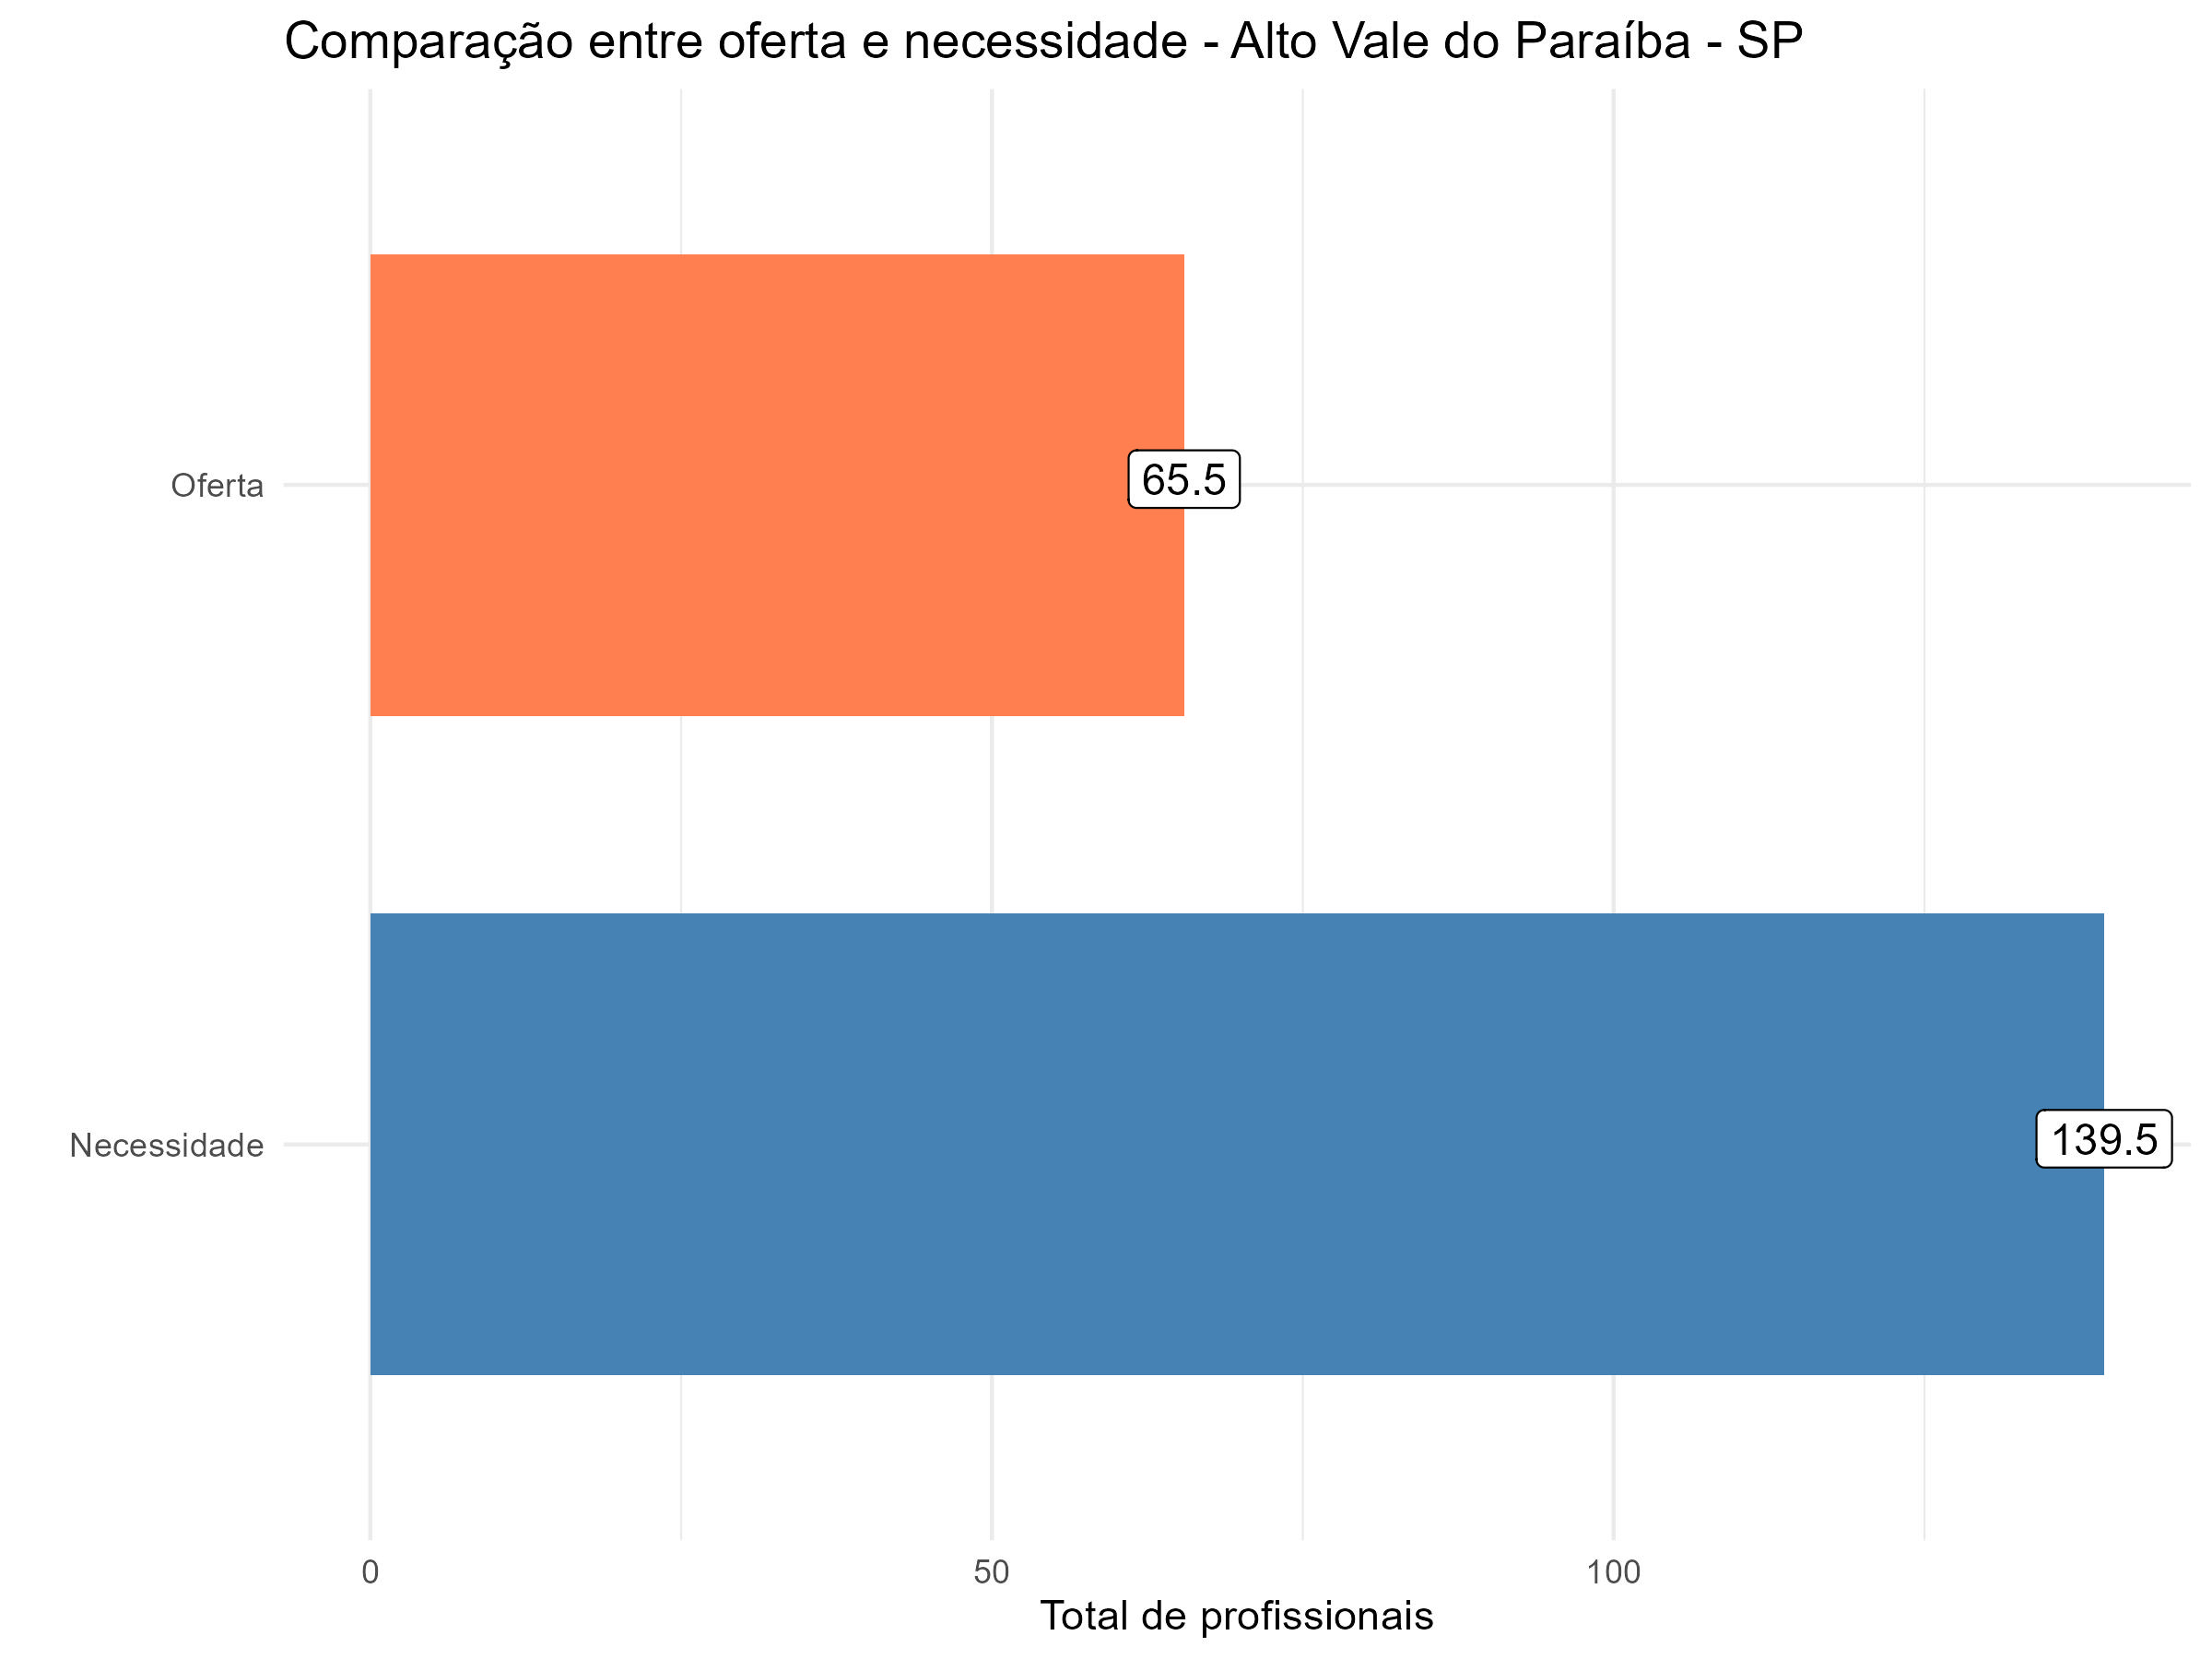 Comparação entre oferta e necessidade - Alto Vale do Paraíba - SP
Oferta
65.5
Necessidade
139.5
0
50
100
Total de profissionais